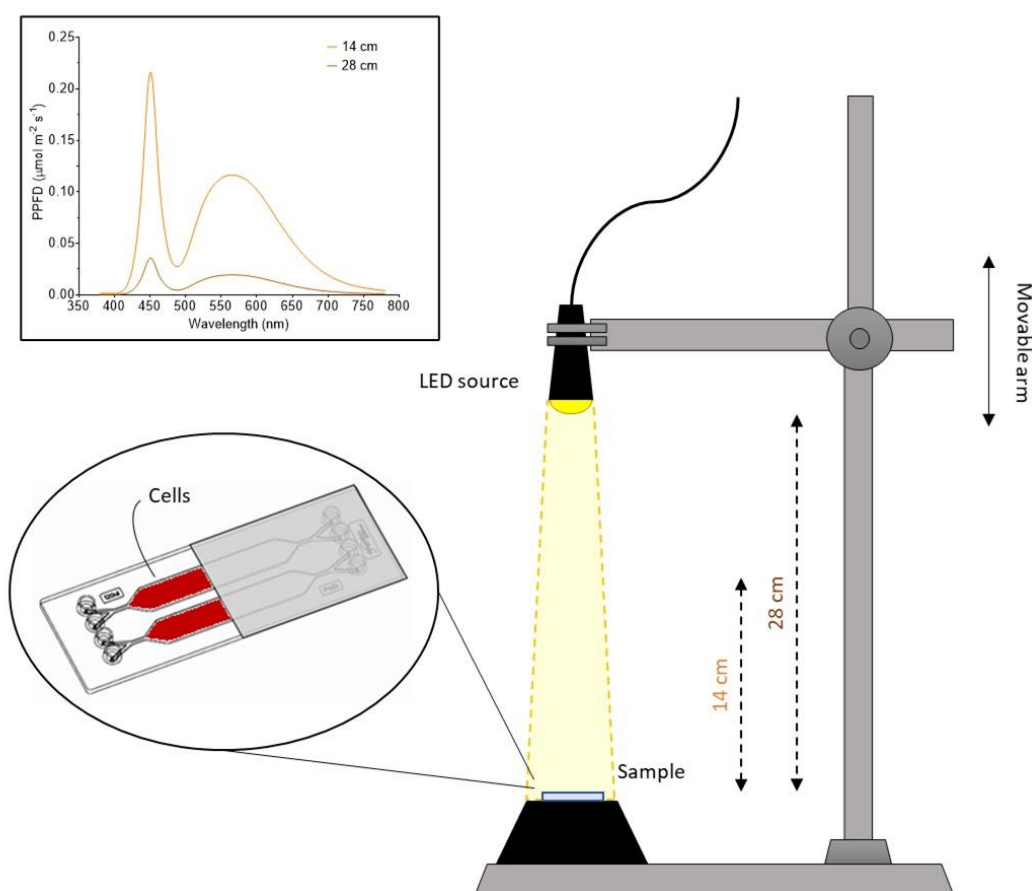 0.25
0.20
0.15
0.10
0.05
0.00
PPFD (µmol m⁻² s⁻¹)
14 cm
28 cm
350 400 450 500 550 600 650 700 750 800
Wavelength (nm)
LED source
Movable arm
Cells
28 cm
14 cm
Sample